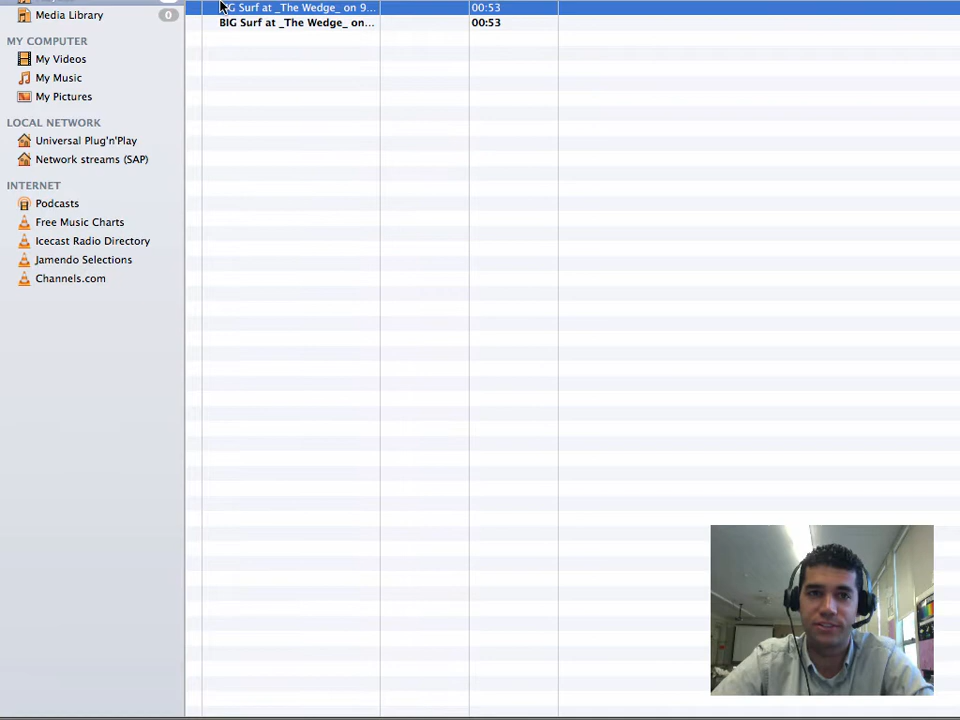 BIG Surf at _The Wedge_ on 9... 00:53
Media Library 0
BIG Surf at _The Wedge_ on... 00:53
MY COMPUTER
My Videos
My Music
My Pictures
LOCAL NETWORK
Universal Plug'n'Play
Network streams (SAP)
INTERNET
Podcasts
Free Music Charts
Icecast Radio Directory
Jamendo Selections
Channels.com